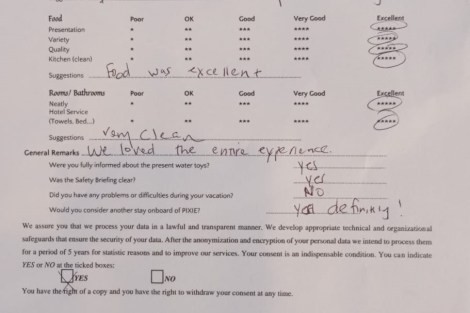 Food Poor OK Good Very Good Excellent
Presentation * ** *** **** *****
Variety * ** *** **** *****
Quality * ** *** **** *****
Kitchen (clean) * ** *** **** *****
Suggestions Food was excellent
Rooms/ Bathrooms Poor OK Good Very Good Excellent
Neatly * ** *** **** *****
Hotel Service
(Towels, Bed...) * ** *** **** *****
Suggestions Very Clean
General Remarks We loved the entire experience.
Were you fully informed about the present water toys? yes
Was the Safety Briefing clear? yes
Did you have any problems or difficulties during your vacation? NO
Would you consider another stay onboard of PIXIE? yes definitly!
We assure you that we process your data in a lawful and transparent manner. We develop appropriate technical and organizational
safeguards that ensure the security of your data. After the anonymization and encryption of your personal data we intend to process them
for a period of 5 years for statistic reasons and to improve our services. Your consent is an indispensable condition. You can indicate
YES or NO at the ticked boxes:
YES NO
You have the right of a copy and you have the right to withdraw your consent at any time.